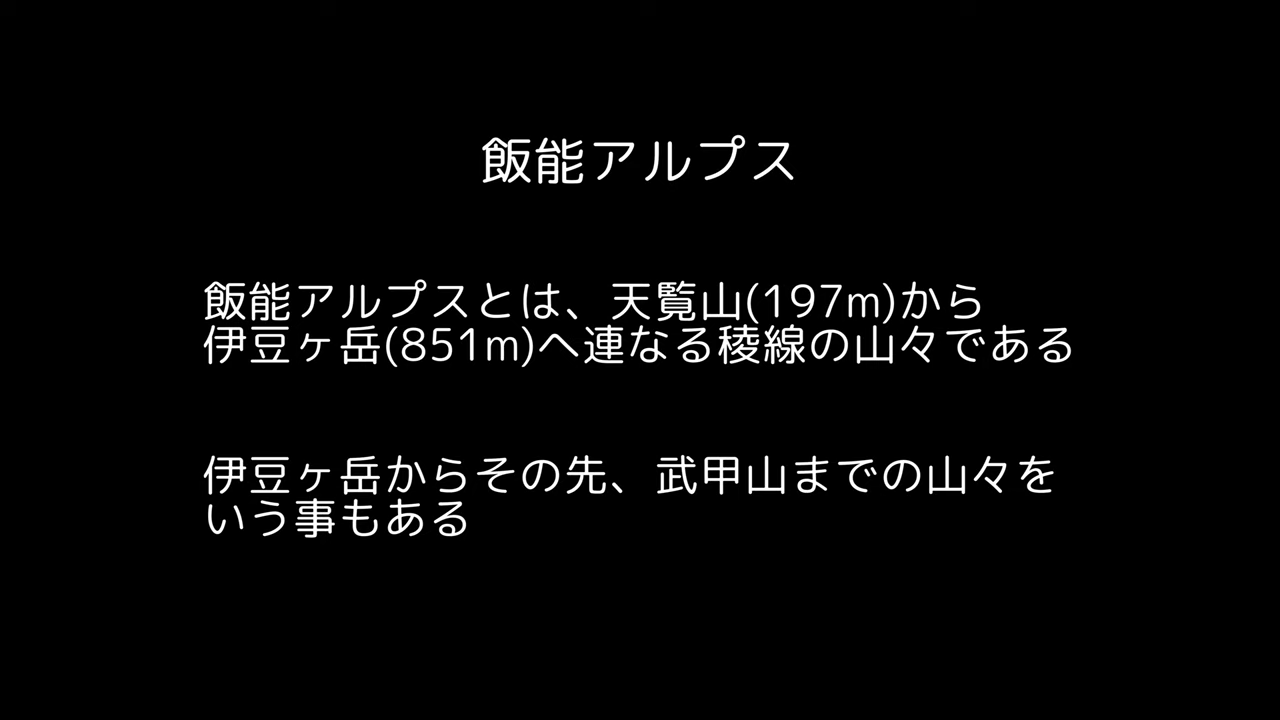 飯能アルプス
飯能アルプスとは、天覧山(197m)から
伊豆ヶ岳(851m)へ連なる稜線の山々である
伊豆ヶ岳からその先、武甲山までの山々を
いう事もある